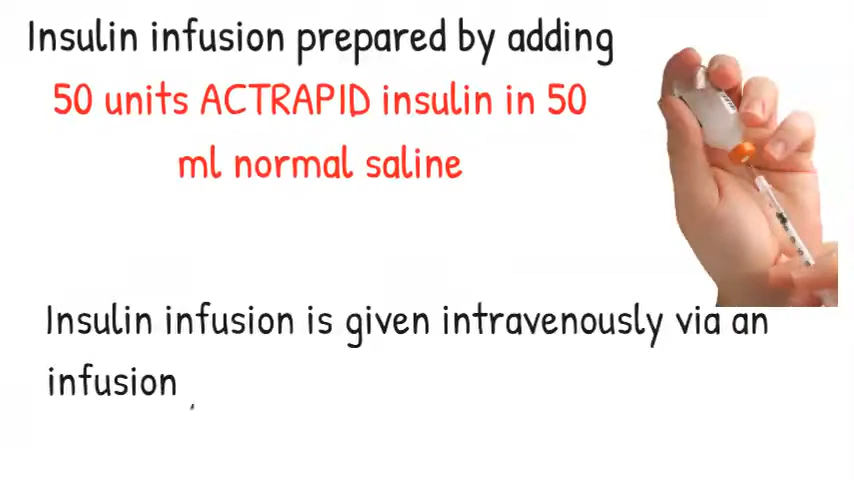 Insulin infusion prepared by adding
50 units ACTRAPID insulin in 50
ml normal saline
Insulin infusion is given intravenously via an
infusion